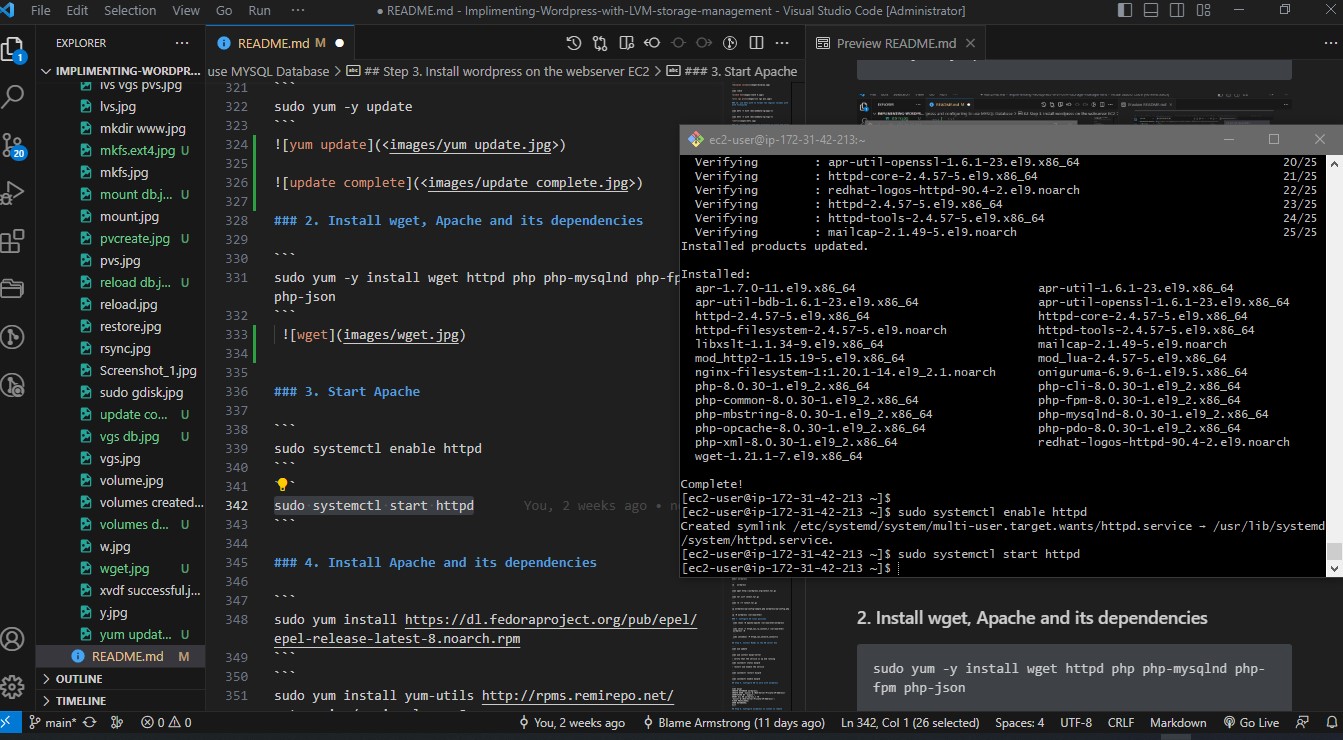 File Edit Selection View Go Run ···
● README.md - Implimenting-Wordpress-with-LVM-storage-management - Visual Studio Code [Administrator]
EXPLORER ···
IMPLIMENTING-WORDPR...
lvs vgs pvs.jpg
lvs.jpg
mkdir www.jpg
mkfs.ext4.jpg U
mkfs.jpg
mount db.j... U
mount.jpg
pvcreate.jpg U
pvs.jpg
reload db.j... U
reload.jpg
restore.jpg
rsync.jpg
Screenshot_1.jpg
sudo gdisk.jpg
update co... U
vgs db.jpg U
vgs.jpg
volume.jpg
volumes created...
volumes d... U
w.jpg
wget.jpg U
xvdf successful.j...
y.jpg
yum updat... U
README.md M
OUTLINE
TIMELINE
1
20
README.md M ●
use MYSQL Database > ## Step 3. Install wordpress on the webserver EC2 > ### 3. Start Apache
321 ```
322 sudo yum -y update
323 ```
324 ![yum update](<images/yum update.jpg>)
325
326 ![update complete](<images/update complete.jpg>)
327
328 ### 2. Install wget, Apache and its dependencies
329
330 ```
331 sudo yum -y install wget httpd php php-mysqlnd php-fp
php-json
332 ```
333 ![wget](images/wget.jpg)
334
335
336 ### 3. Start Apache
337
338 ```
339 sudo systemctl enable httpd
340 ```
341
342 sudo systemctl start httpd You, 2 weeks ago •
343 ```
344
345 ### 4. Install Apache and its dependencies
346
347 ```
348 sudo yum install https://dl.fedoraproject.org/pub/epel/
epel-release-latest-8.noarch.rpm
349 ```
350 ```
351 sudo yum install yum-utils http://rpms.remirepo.net/
Preview README.md
ec2-user@ip-172-31-42-213:~
Verifying : apr-util-openssl-1.6.1-23.el9.x86_64 20/25
Verifying : httpd-core-2.4.57-5.el9.x86_64 21/25
Verifying : redhat-logos-httpd-90.4-2.el9.noarch 22/25
Verifying : httpd-2.4.57-5.el9.x86_64 23/25
Verifying : httpd-tools-2.4.57-5.el9.x86_64 24/25
Verifying : mailcap-2.1.49-5.el9.noarch 25/25
Installed products updated.
Installed:
apr-1.7.0-11.el9.x86_64 apr-util-1.6.1-23.el9.x86_64
apr-util-bdb-1.6.1-23.el9.x86_64 apr-util-openssl-1.6.1-23.el9.x86_64
httpd-2.4.57-5.el9.x86_64 httpd-core-2.4.57-5.el9.x86_64
httpd-filesystem-2.4.57-5.el9.noarch httpd-tools-2.4.57-5.el9.x86_64
libxslt-1.1.34-9.el9.x86_64 mailcap-2.1.49-5.el9.noarch
mod_http2-1.15.19-5.el9.x86_64 mod_lua-2.4.57-5.el9.x86_64
nginx-filesystem-1:1.20.1-14.el9_2.1.noarch oniguruma-6.9.6-1.el9.5.x86_64
php-8.0.30-1.el9_2.x86_64 php-cli-8.0.30-1.el9_2.x86_64
php-common-8.0.30-1.el9_2.x86_64 php-fpm-8.0.30-1.el9_2.x86_64
php-mbstring-8.0.30-1.el9_2.x86_64 php-mysqlnd-8.0.30-1.el9_2.x86_64
php-opcache-8.0.30-1.el9_2.x86_64 php-pdo-8.0.30-1.el9_2.x86_64
php-xml-8.0.30-1.el9_2.x86_64 redhat-logos-httpd-90.4-2.el9.noarch
wget-1.21.1-7.el9.x86_64
Complete!
[ec2-user@ip-172-31-42-213 ~]$
[ec2-user@ip-172-31-42-213 ~]$ sudo systemctl enable httpd
Created symlink /etc/systemd/system/multi-user.target.wants/httpd.service → /usr/lib/systemd
/system/httpd.service.
[ec2-user@ip-172-31-42-213 ~]$ sudo systemctl start httpd
[ec2-user@ip-172-31-42-213 ~]$
2. Install wget, Apache and its dependencies
sudo yum -y install wget httpd php php-mysqlnd php-
fpm php-json
main* 0 0 You, 2 weeks ago Blame Armstrong (11 days ago) Ln 342, Col 1 (26 selected) Spaces: 4 UTF-8 CRLF Markdown Go Live